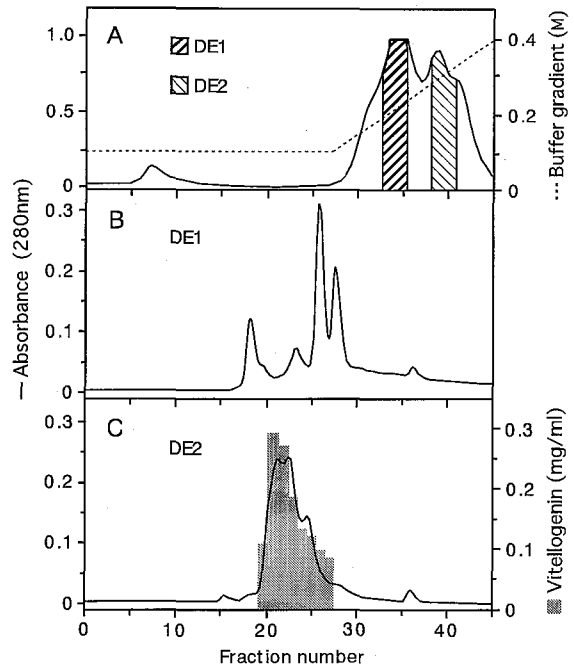 A
DE1
DE2
1.0
0.5
0
0.4
0.2
0
B
DE1
0.3
0.2
0.1
0
C
DE2
0.3
0.2
0.1
0
0.3
0.2
0.1
0
0 10 20 30 40
Fraction number
— Absorbance (280nm)
--- Buffer gradient (M)
Vitellogenin (mg/ml)